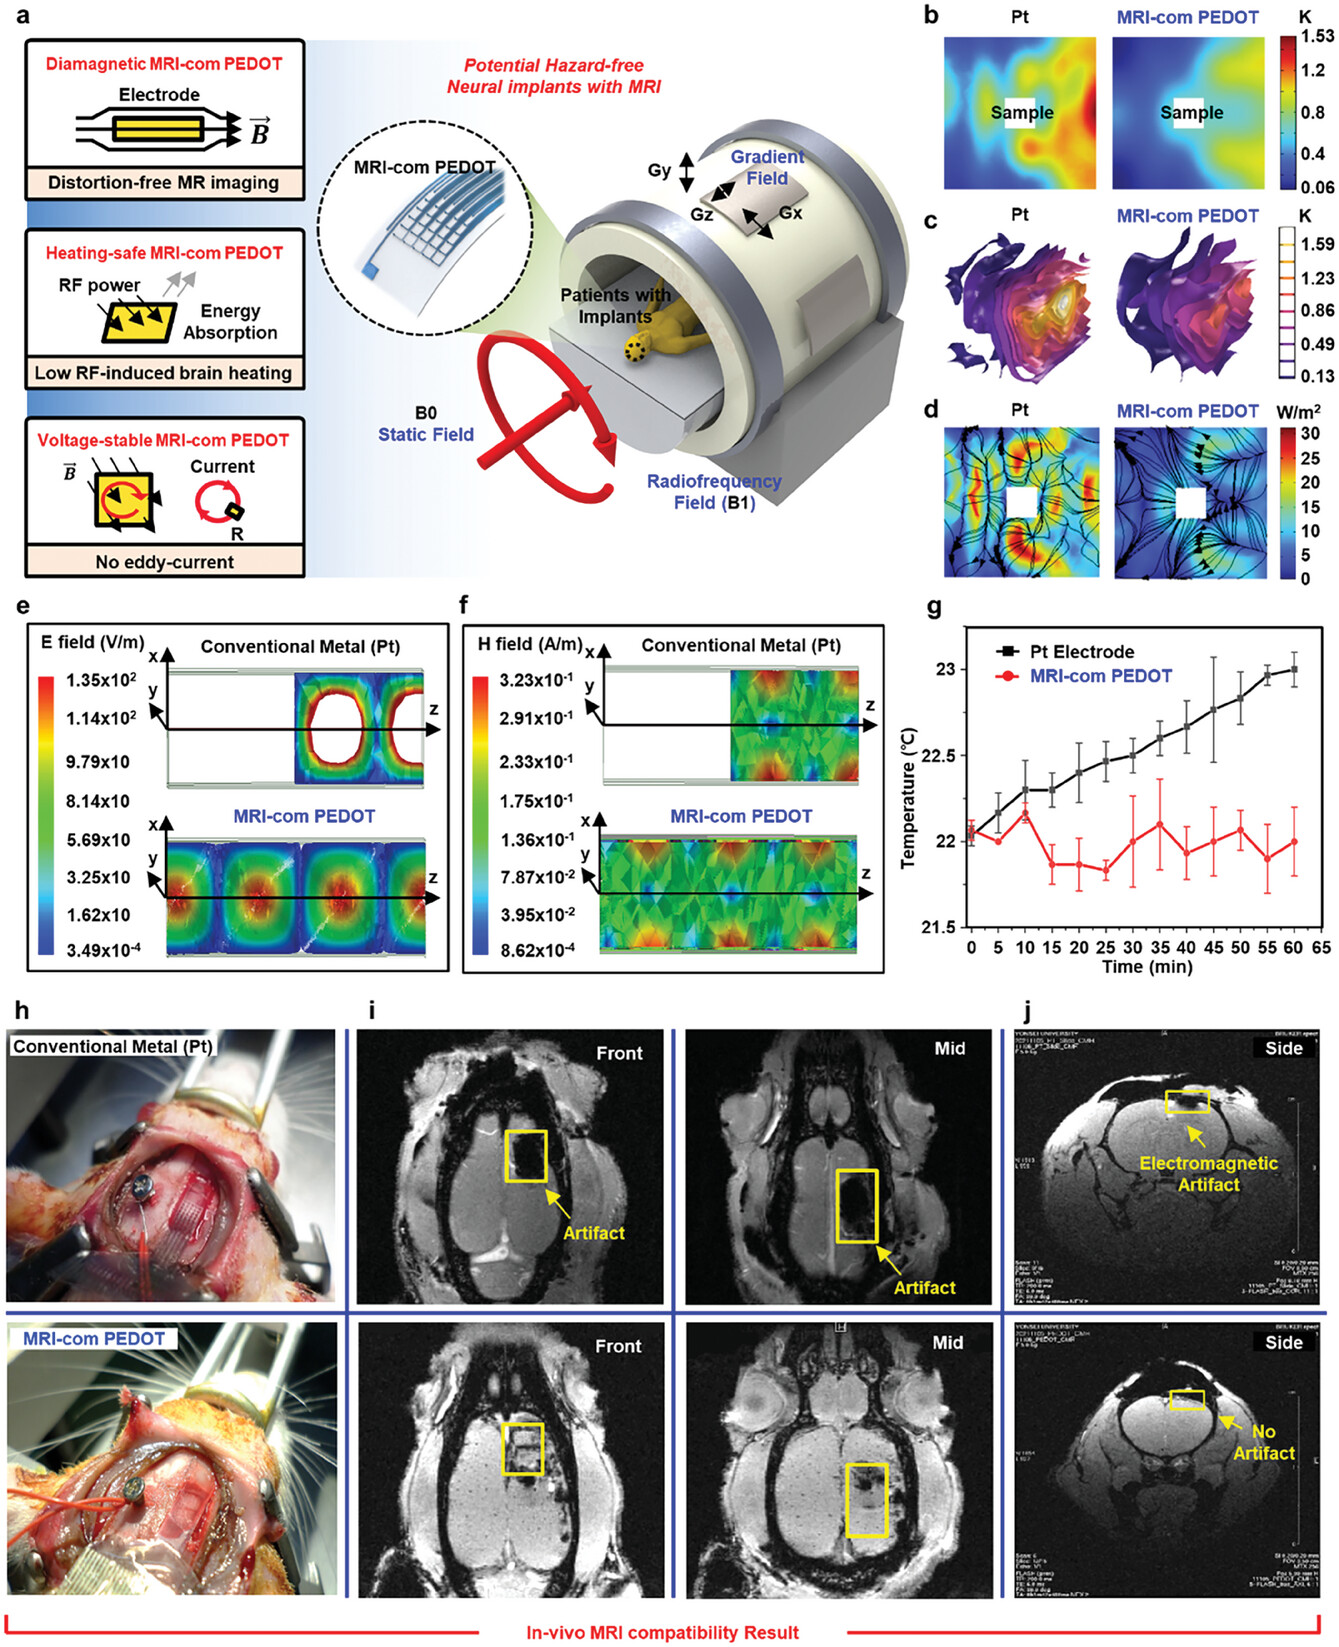 a
Diamagnetic MRI-com PEDOT
Electrode
B
Distortion-free MR imaging
Heating-safe MRI-com PEDOT
RF power
Energy
Absorption
Low RF-induced brain heating
Voltage-stable MRI-com PEDOT
B
Current
R
No eddy-current
Potential Hazard-free
Neural implants with MRI
MRI-com PEDOT
Gy
Gradient
Field
Gz
Gx
Patients with
Implants
B0
Static Field
Radiofrequency
Field (B1)
b
Pt
MRI-com PEDOT
K
Sample
Sample
1.53
1.2
0.8
0.4
0.06
c
Pt
MRI-com PEDOT
K
1.59
1.23
0.86
0.49
0.13
d
Pt
MRI-com PEDOT
W/m²
30
25
20
15
10
5
0
e
E field (V/m)
Conventional Metal (Pt)
x
y
z
1.35x10²
1.14x10²
9.79x10
8.14x10
5.69x10
3.25x10
1.62x10
3.49x10⁻⁴
MRI-com PEDOT
x
y
z
f
H field (A/m)
Conventional Metal (Pt)
x
y
z
3.23x10⁻¹
2.91x10⁻¹
2.33x10⁻¹
1.75x10⁻¹
1.36x10⁻¹
7.87x10⁻²
3.95x10⁻²
8.62x10⁻⁴
MRI-com PEDOT
x
y
z
g
Pt Electrode
MRI-com PEDOT
Temperature (℃)
23
22.5
22
21.5
0 5 10 15 20 25 30 35 40 45 50 55 60 65
Time (min)
h
Conventional Metal (Pt)
MRI-com PEDOT
i
Front
Artifact
Mid
Artifact
Front
Mid
H
j
YONSEI UNIVERSITY
Side
Electromagnetic
Artifact
YONSEI UNIVERSITY
Side
No
Artifact
In-vivo MRI compatibility Result